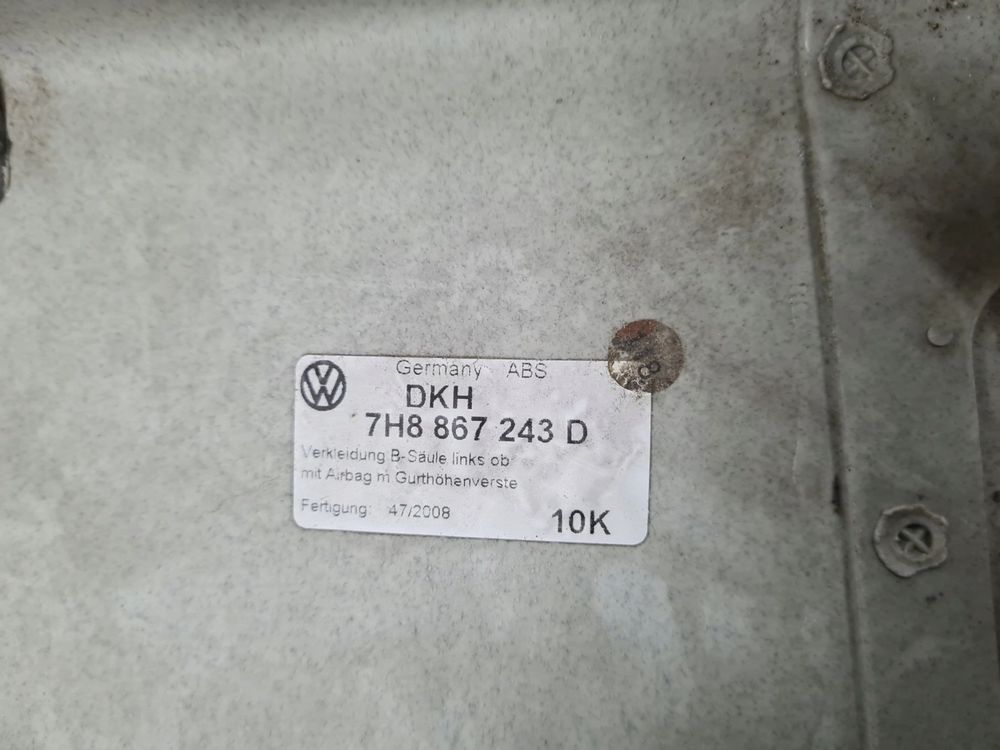 Germany ABS
DKH
7H8 867 243 D
Verkleidung B-Säule links ob
mit Airbag m Gurthöhenverste
Fertigung: 47/2008
10K